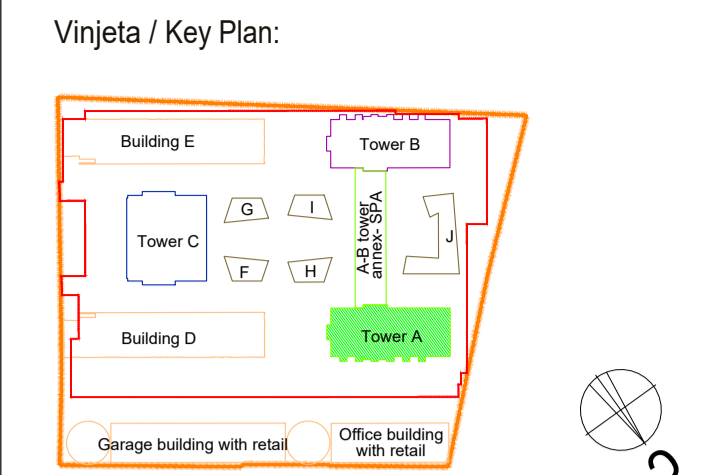 Vinjeta / Key Plan:
Building E
Tower B
G
I
Tower C
A-B tower
annex- SPA
J
F
H
Building D
Tower A
Garage building with retail
Office building
with retail